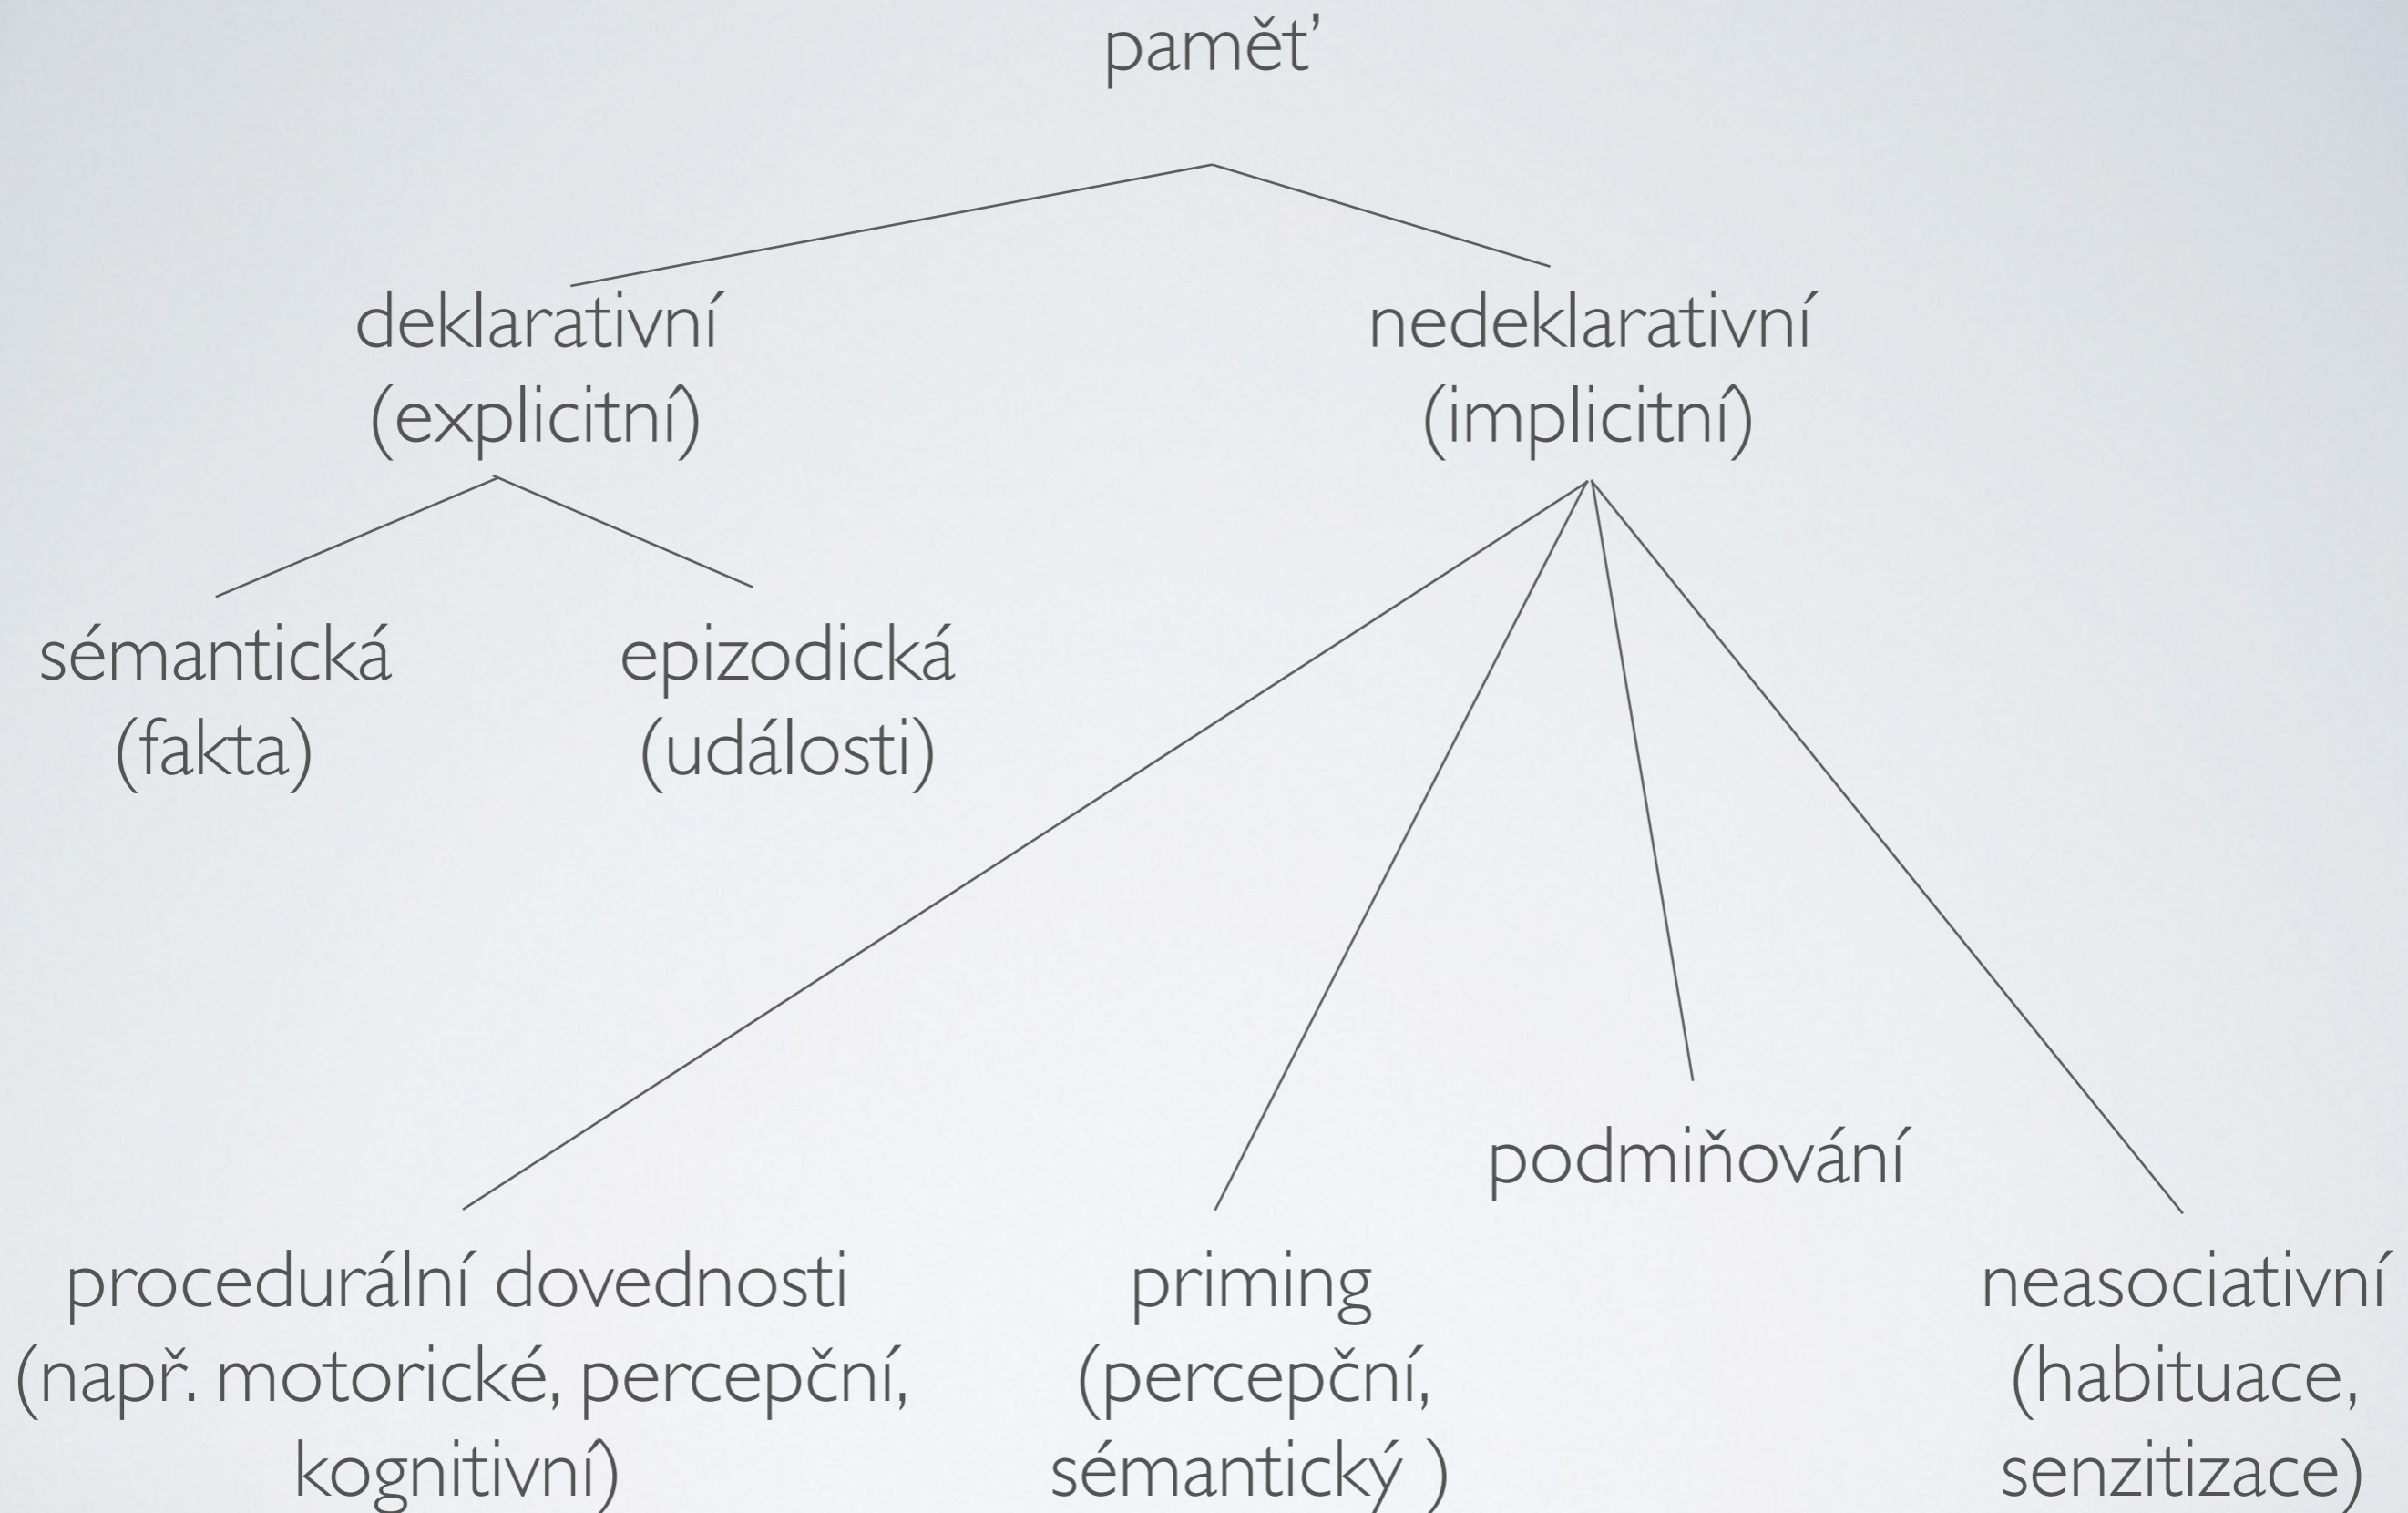 paměť
deklarativní
(explicitní)
nedeklarativní
(implicitní)
sémantická
(fakta)
epizodická
(události)
podmiňování
procedurální dovednosti
(např. motorické, percepční,
kognitivní)
priming
(percepční,
sémantický )
neasociativní
(habituace,
senzitizace)